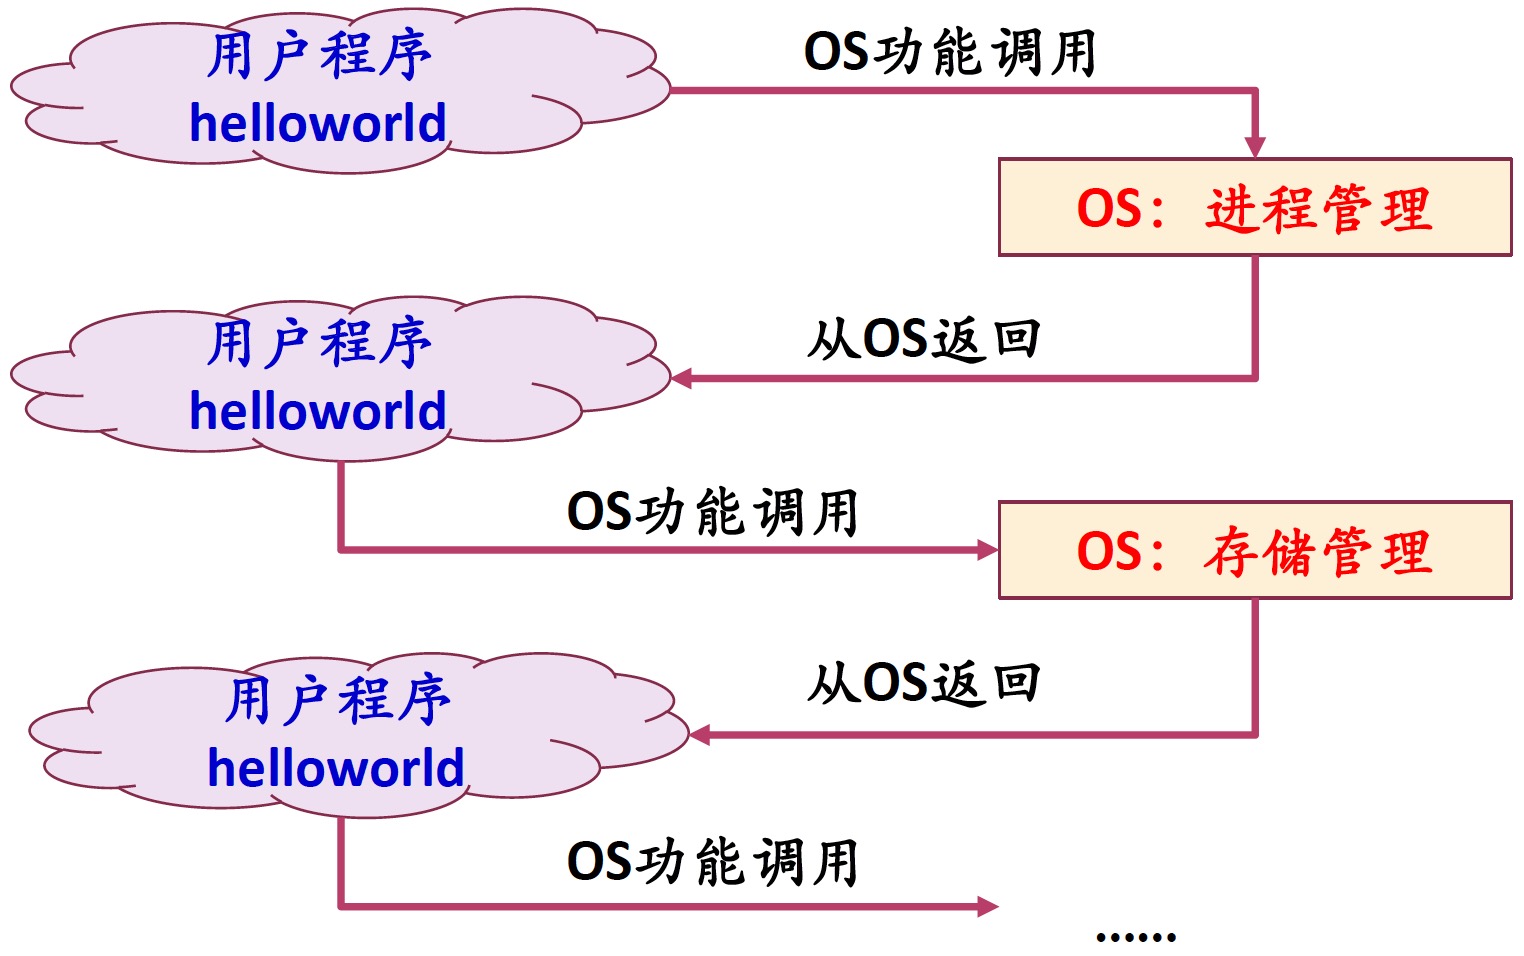 用户程序
helloworld
OS功能调用
OS：进程管理
从OS返回
用户程序
helloworld
OS功能调用
OS：存储管理
从OS返回
用户程序
helloworld
OS功能调用
……